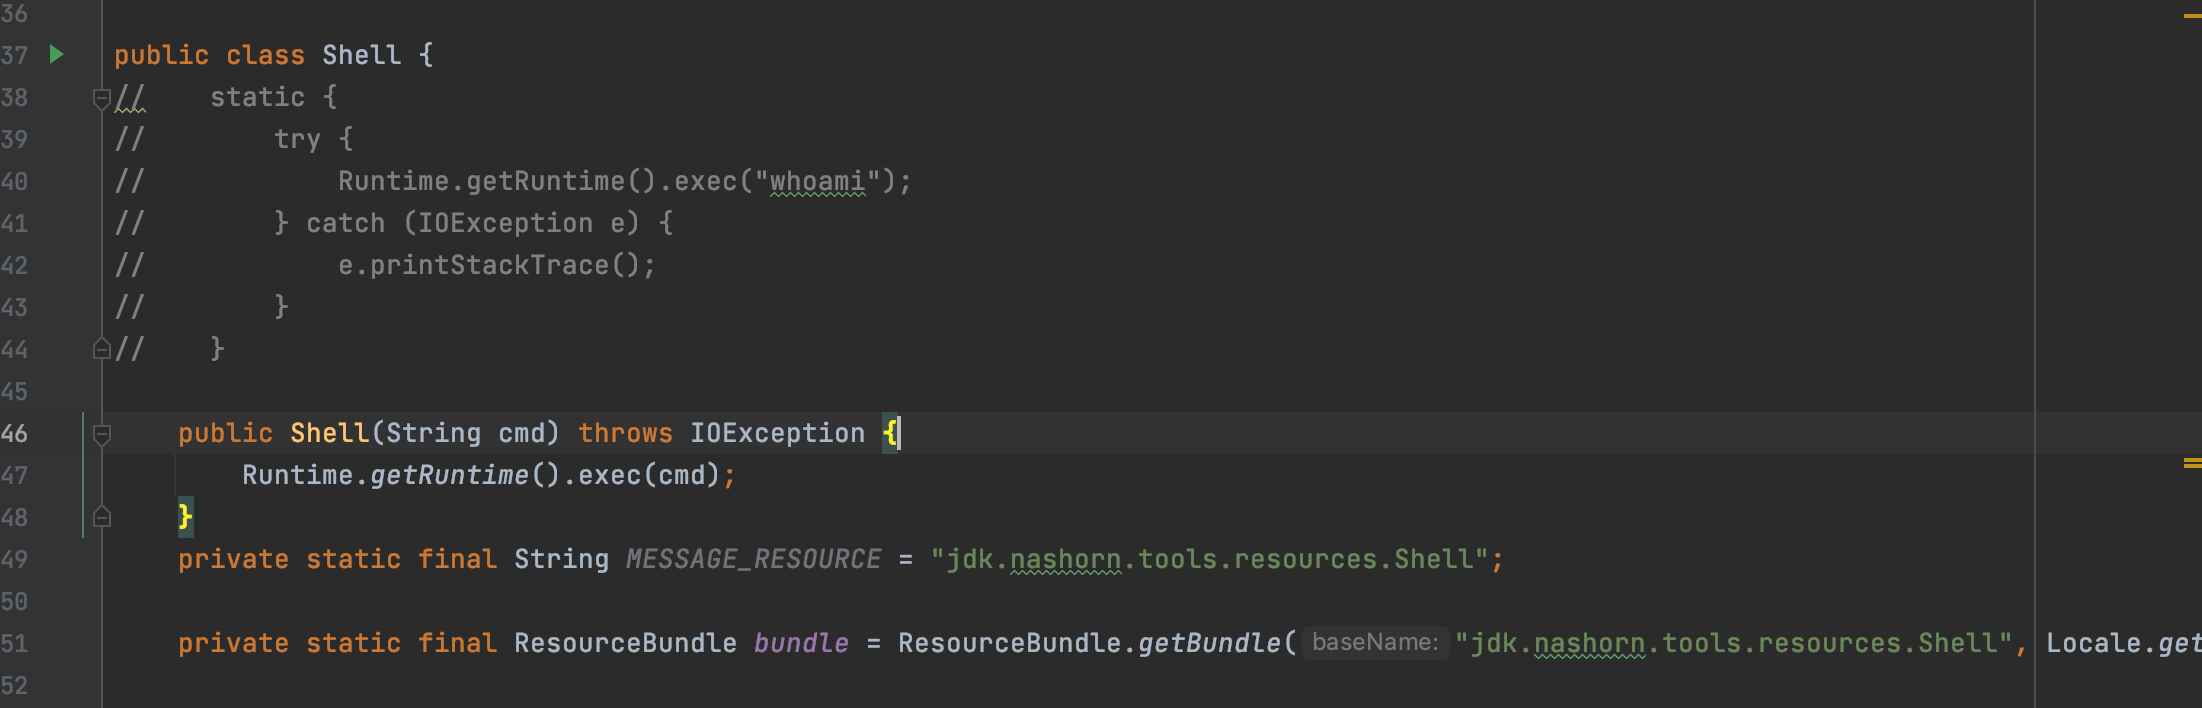 36
37 public class Shell {
38 //    static {
39 //        try {
40 //            Runtime.getRuntime().exec("whoami");
41 //        } catch (IOException e) {
42 //            e.printStackTrace();
43 //        }
44 //    }
45
46     public Shell(String cmd) throws IOException {
47         Runtime.getRuntime().exec(cmd);
48     }
49     private static final String MESSAGE_RESOURCE = "jdk.nashorn.tools.resources.Shell";
50
51     private static final ResourceBundle bundle = ResourceBundle.getBundle( baseName: "jdk.nashorn.tools.resources.Shell", Locale.get
52